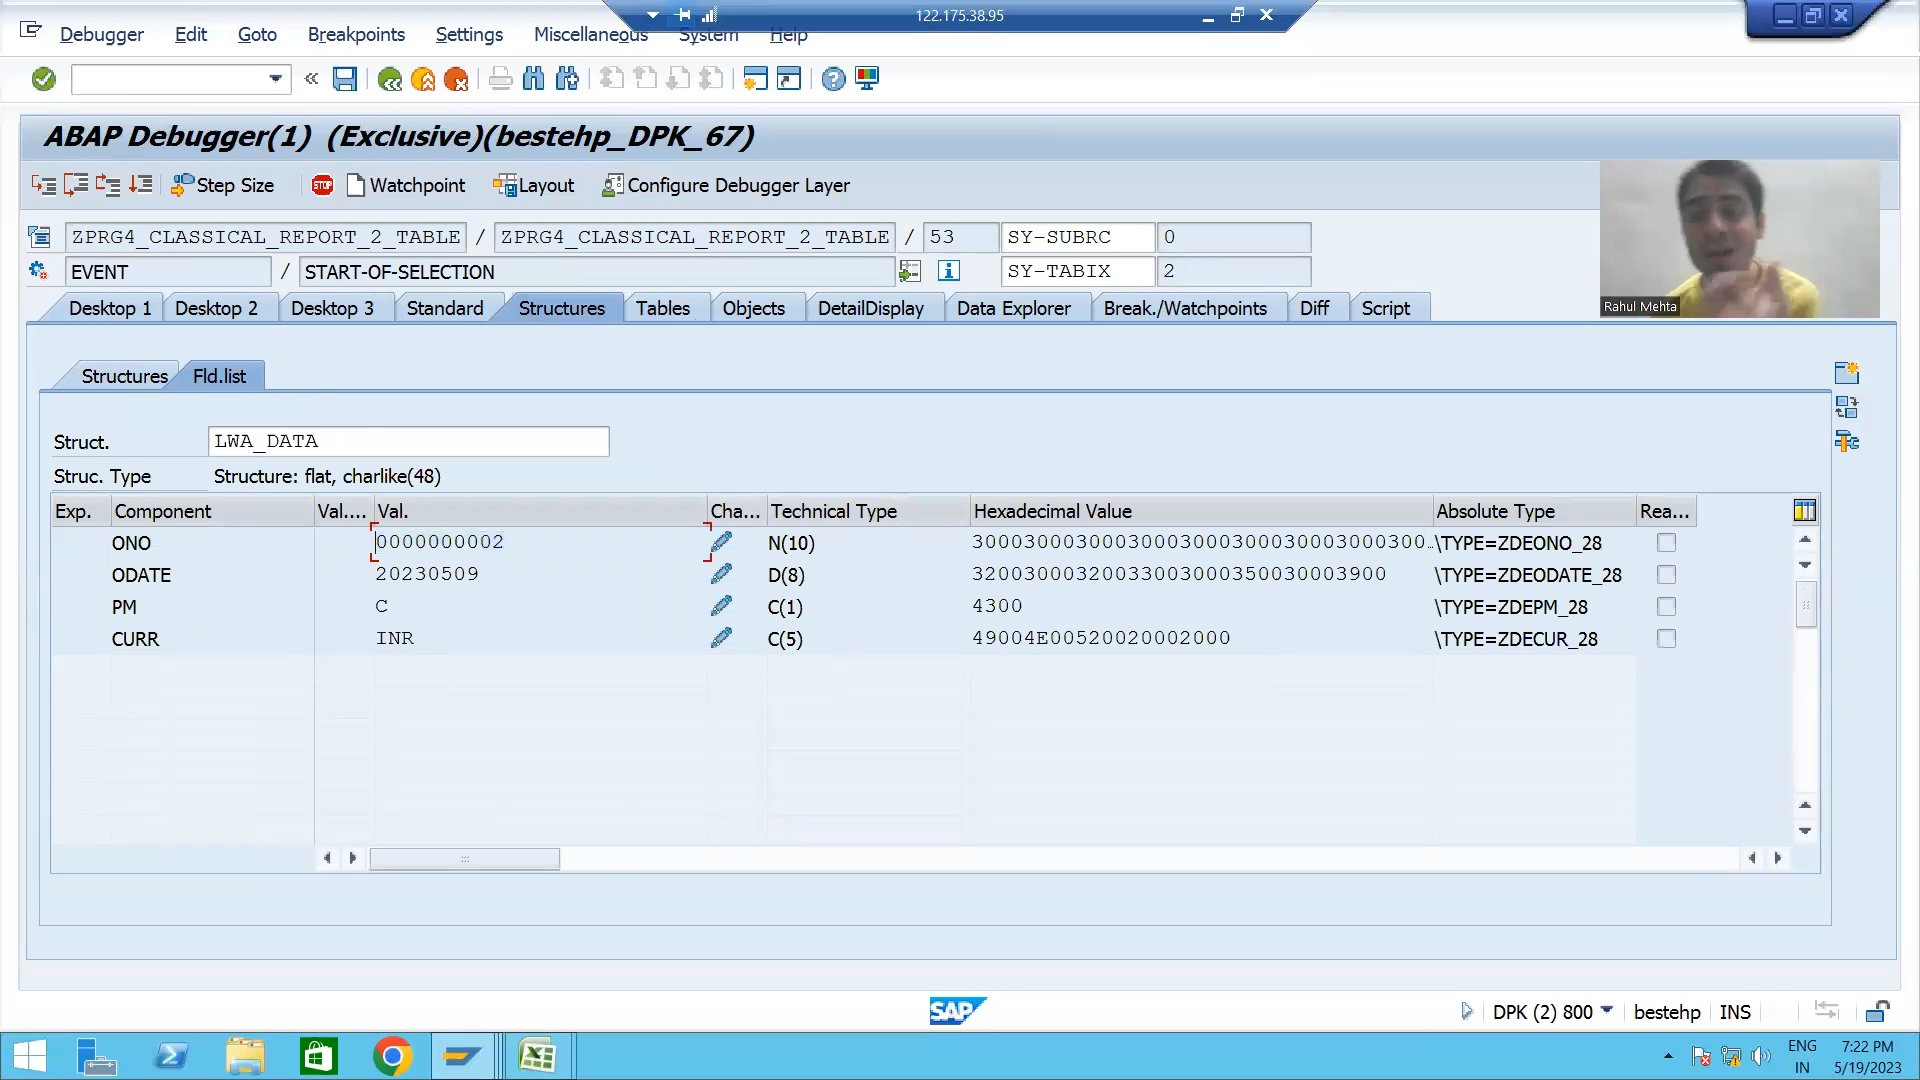 122.175.38.95
Debugger Edit Goto Breakpoints Settings Miscellaneous System Help
ABAP Debugger(1) (Exclusive)(bestehp_DPK_67)
Step Size STOP Watchpoint Layout Configure Debugger Layer
ZPRG4_CLASSICAL_REPORT_2_TABLE / ZPRG4_CLASSICAL_REPORT_2_TABLE / 53 SY-SUBRC 0
EVENT / START-OF-SELECTION SY-TABIX 2
Rahul Mehta
Desktop 1 Desktop 2 Desktop 3 Standard Structures Tables Objects DetailDisplay Data Explorer Break./Watchpoints Diff Script
Structures Fld.list
Struct. LWA_DATA
Struc. Type Structure: flat, charlike(48)
Exp. Component Val.... Val. Cha... Technical Type Hexadecimal Value Absolute Type Rea...
ONO 0000000002 N(10) 300030003000300030003000300030003000300... \TYPE=ZDEONO_28
ODATE 20230509 D(8) 32003000320033003000350030003900 \TYPE=ZDEODATE_28
PM C C(1) 4300 \TYPE=ZDEPM_28
CURR INR C(5) 49004E00520020002000 \TYPE=ZDECUR_28
SAP
DPK (2) 800 bestehp INS
ENG 7:22 PM
IN 5/19/2023